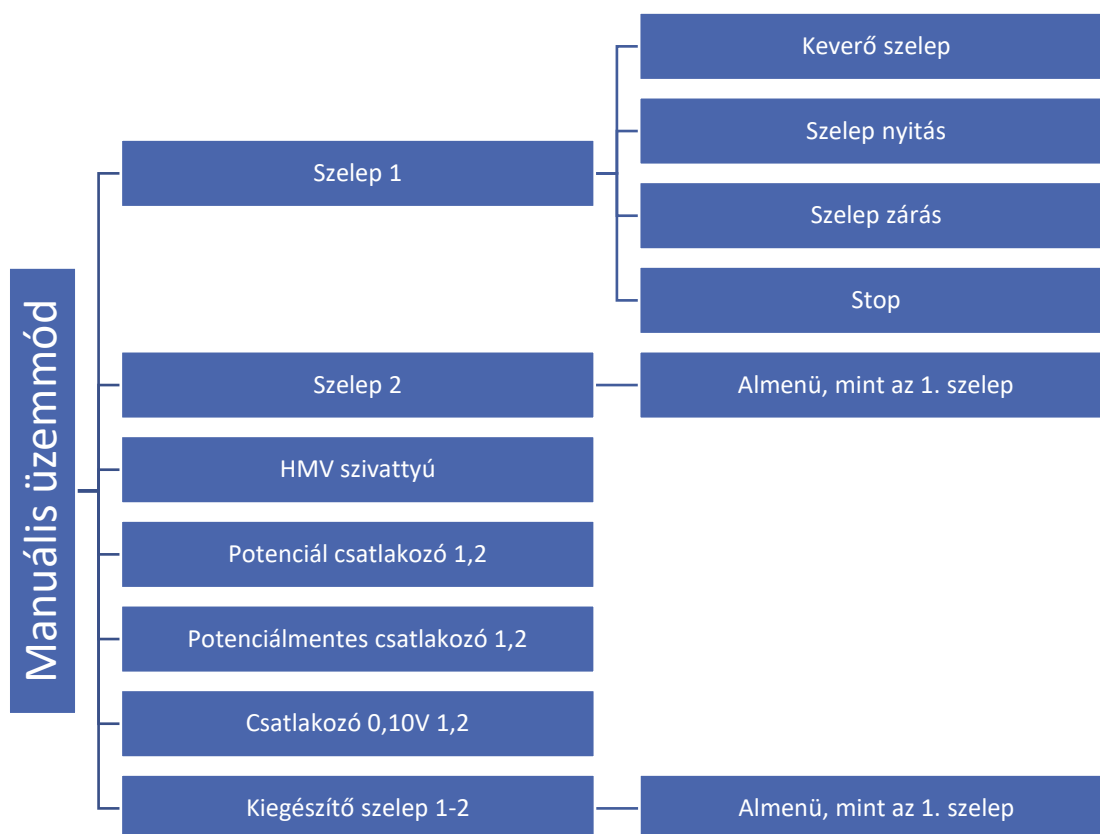 Manuális üzemmód
Szelep 1
Keverő szelep
Szelep nyitás
Szelep zárás
Stop
Szelep 2
Almenü, mint az 1. szelep
HMV szivattyú
Potenciál csatlakozó 1,2
Potenciálmentes csatlakozó 1,2
Csatlakozó 0,10V 1,2
Kiegészítő szelep 1-2
Almenü, mint az 1. szelep